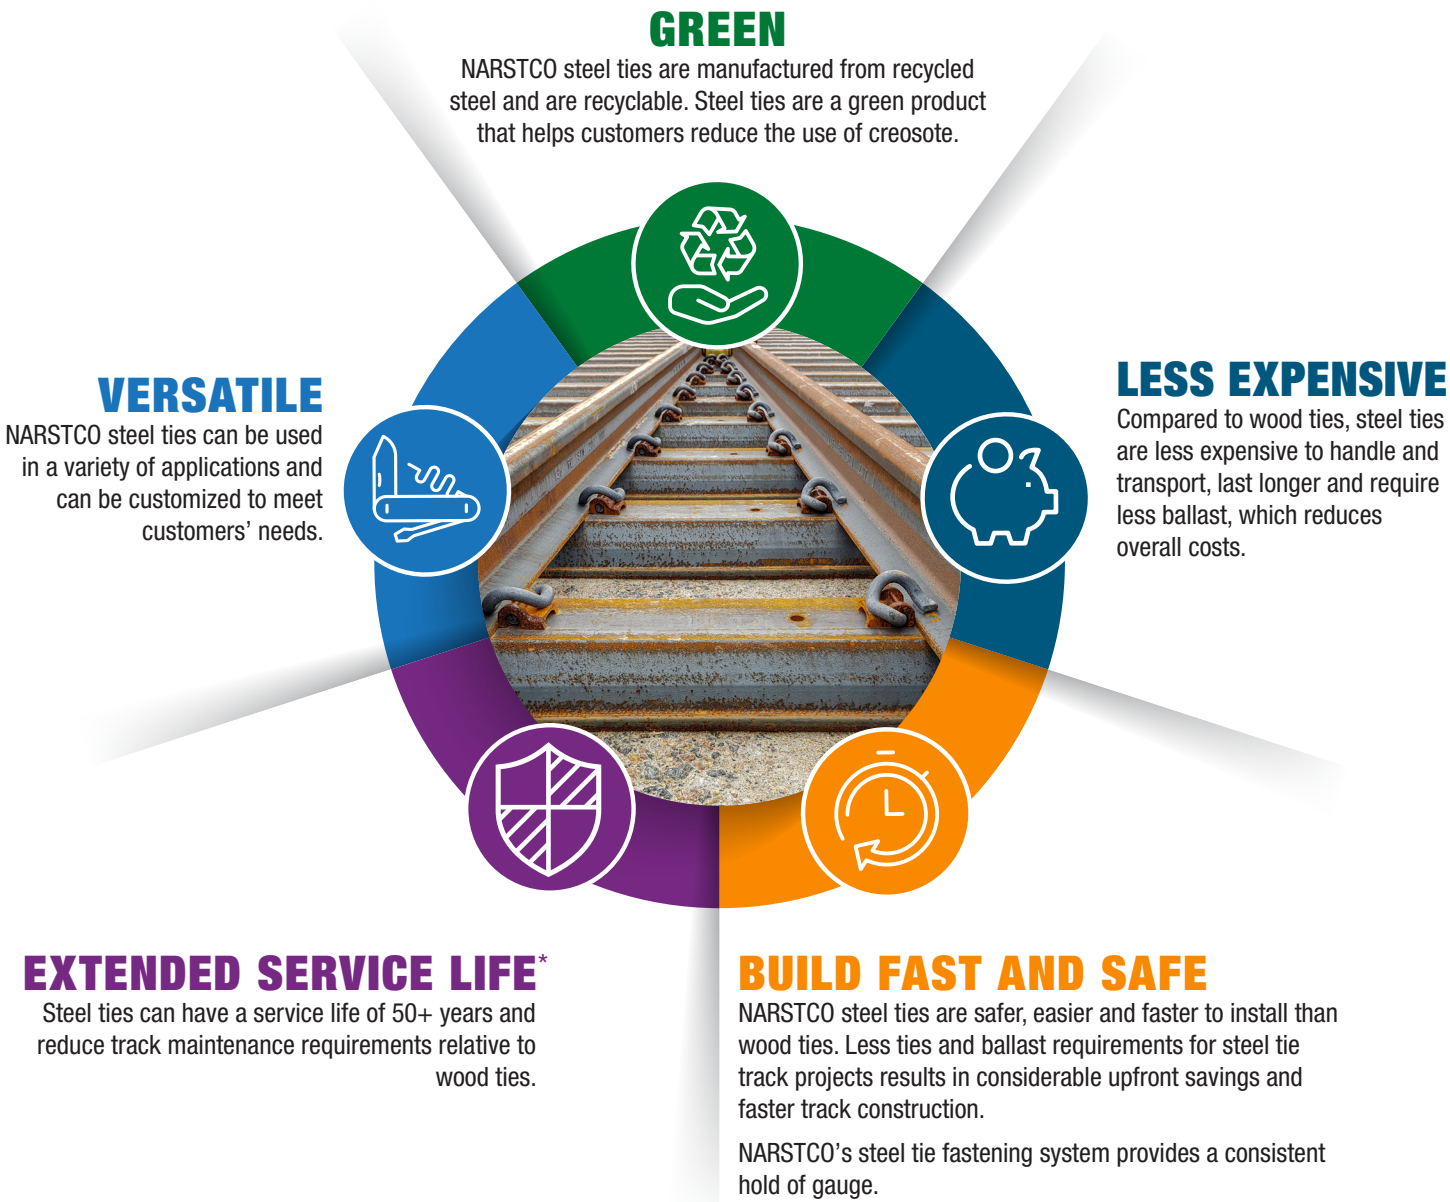 GREEN
NARSTCO steel ties are manufactured from recycled
steel and are recyclable. Steel ties are a green product
that helps customers reduce the use of creosote.
VERSATILE
NARSTCO steel ties can be used
in a variety of applications and
can be customized to meet
customers’ needs.
LESS EXPENSIVE
Compared to wood ties, steel ties
are less expensive to handle and
transport, last longer and require
less ballast, which reduces
overall costs.
EXTENDED SERVICE LIFE*
Steel ties can have a service life of 50+ years and
reduce track maintenance requirements relative to
wood ties.
BUILD FAST AND SAFE
NARSTCO steel ties are safer, easier and faster to install than
wood ties. Less ties and ballast requirements for steel tie
track projects results in considerable upfront savings and
faster track construction.
NARSTCO’s steel tie fastening system provides a consistent
hold of gauge.